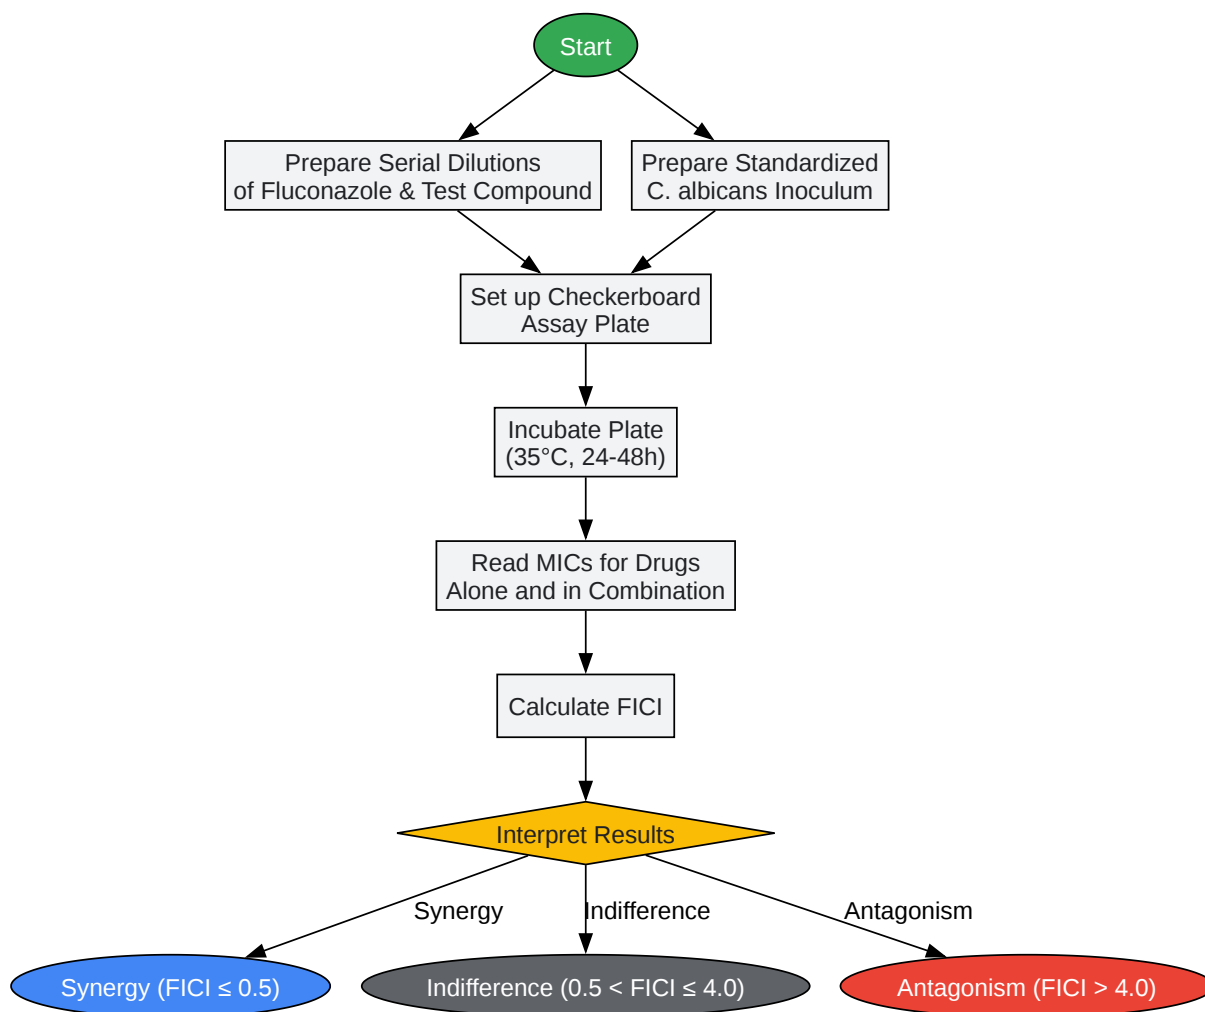 Start
Prepare Serial Dilutions
of Fluconazole & Test Compound
Prepare Standardized
C. albicans Inoculum
Set up Checkerboard
Assay Plate
Incubate Plate
(35°C, 24-48h)
Read MICs for Drugs
Alone and in Combination
Calculate FICI
Interpret Results
Synergy
Indifference
Antagonism
Synergy (FICI ≤ 0.5)
Indifference (0.5 < FICI ≤ 4.0)
Antagonism (FICI > 4.0)